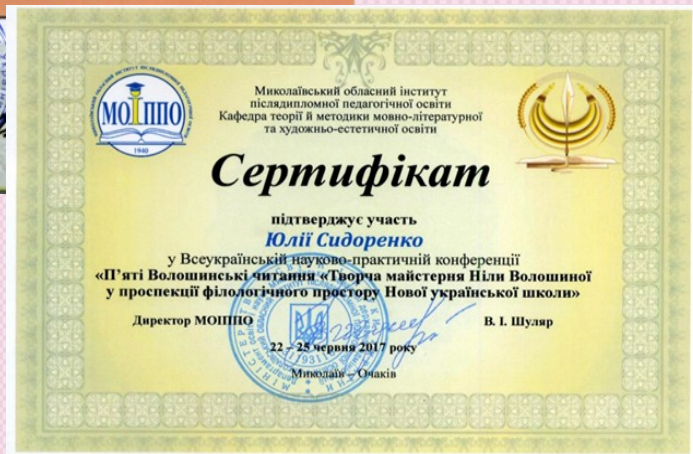 МОІППО
1940
Миколаївський обласний інститут
післядипломної педагогічної освіти
Кафедра теорії й методики мовно-літературної
та художньо-естетичної освіти
Сертифікат
підтверджує участь
Юлії Сидоренко
у Всеукраїнській науково-практичній конференції
«П’яті Волошинські читання «Творча майстерня Ніли Волошиної
у проспекції філологічного простору Нової української школи»
Директор МОІППО В. І. Шуляр
22 – 25 червня 2017 року
Миколаїв – Очаків